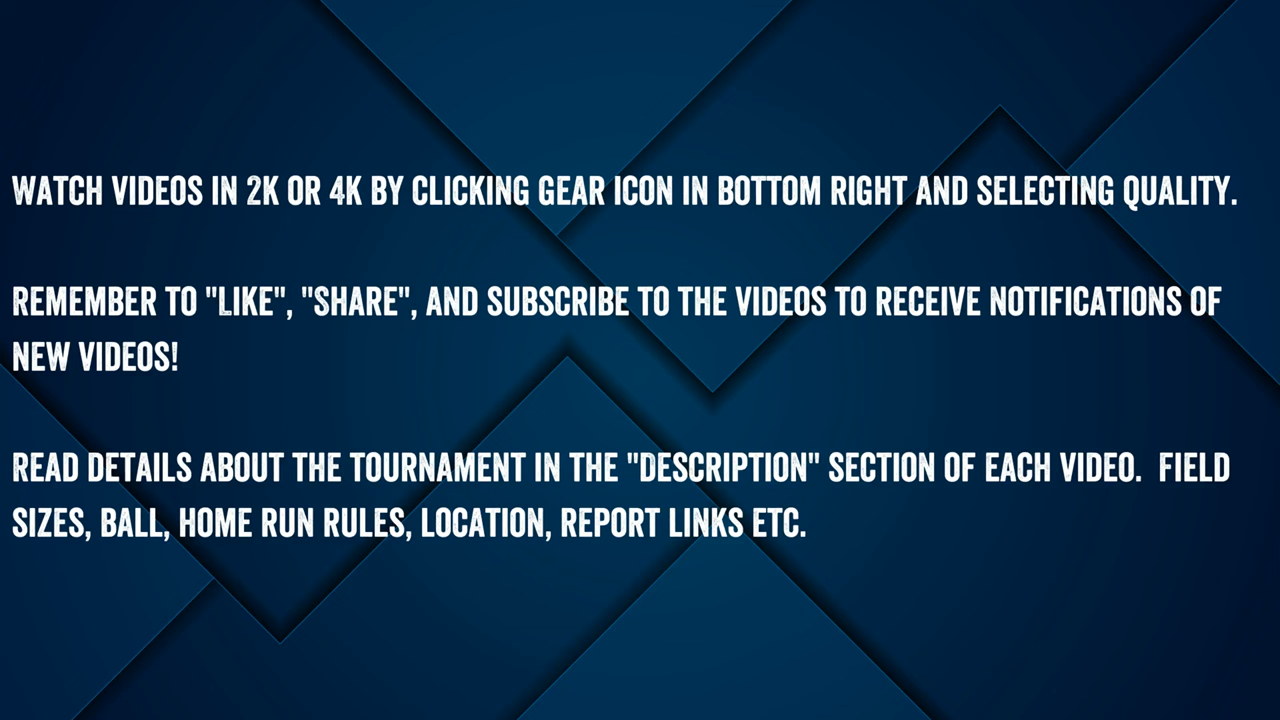 WATCH VIDEOS IN 2K OR 4K BY CLICKING GEAR ICON IN BOTTOM RIGHT AND SELECTING QUALITY.
REMEMBER TO "LIKE", "SHARE", AND SUBSCRIBE TO THE VIDEOS TO RECEIVE NOTIFICATIONS OF
NEW VIDEOS!
READ DETAILS ABOUT THE TOURNAMENT IN THE "DESCRIPTION" SECTION OF EACH VIDEO.  FIELD
SIZES, BALL, HOME RUN RULES, LOCATION, REPORT LINKS ETC.